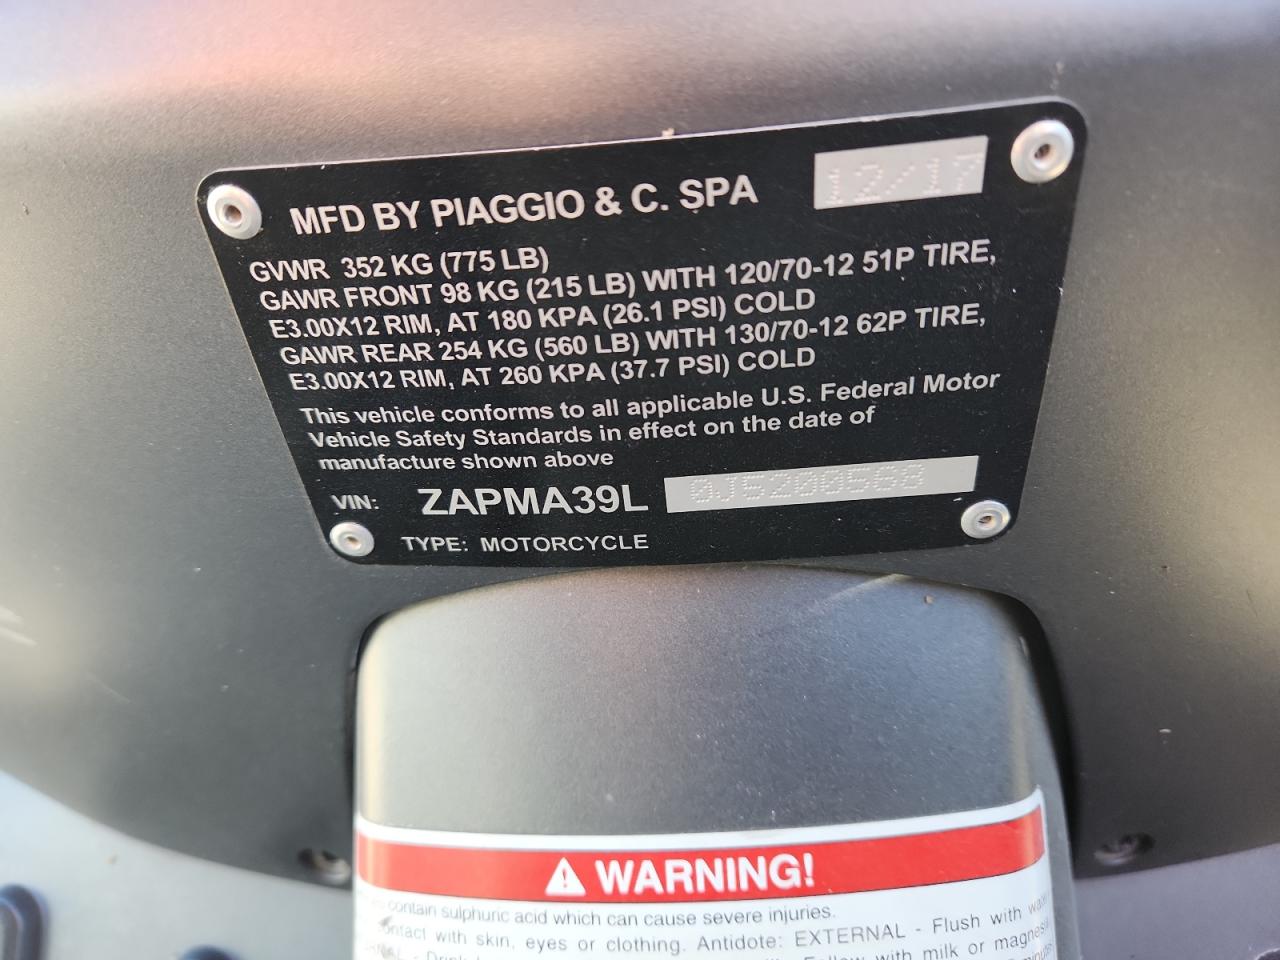 MFD BY PIAGGIO & C. SPA 12/17
GVWR 352 KG (775 LB)
GAWR FRONT 98 KG (215 LB) WITH 120/70-12 51P TIRE,
E3.00X12 RIM, AT 180 KPA (26.1 PSI) COLD
GAWR REAR 254 KG (560 LB) WITH 130/70-12 62P TIRE,
E3.00X12 RIM, AT 260 KPA (37.7 PSI) COLD
This vehicle conforms to all applicable U.S. Federal Motor
Vehicle Safety Standards in effect on the date of
manufacture shown above
VIN: ZAPMA39L 0J5200568
TYPE: MOTORCYCLE
WARNING!
contain sulphuric acid which can cause severe injuries.
contact with skin, eyes or clothing. Antidote: EXTERNAL - Flush with
Follow with milk or